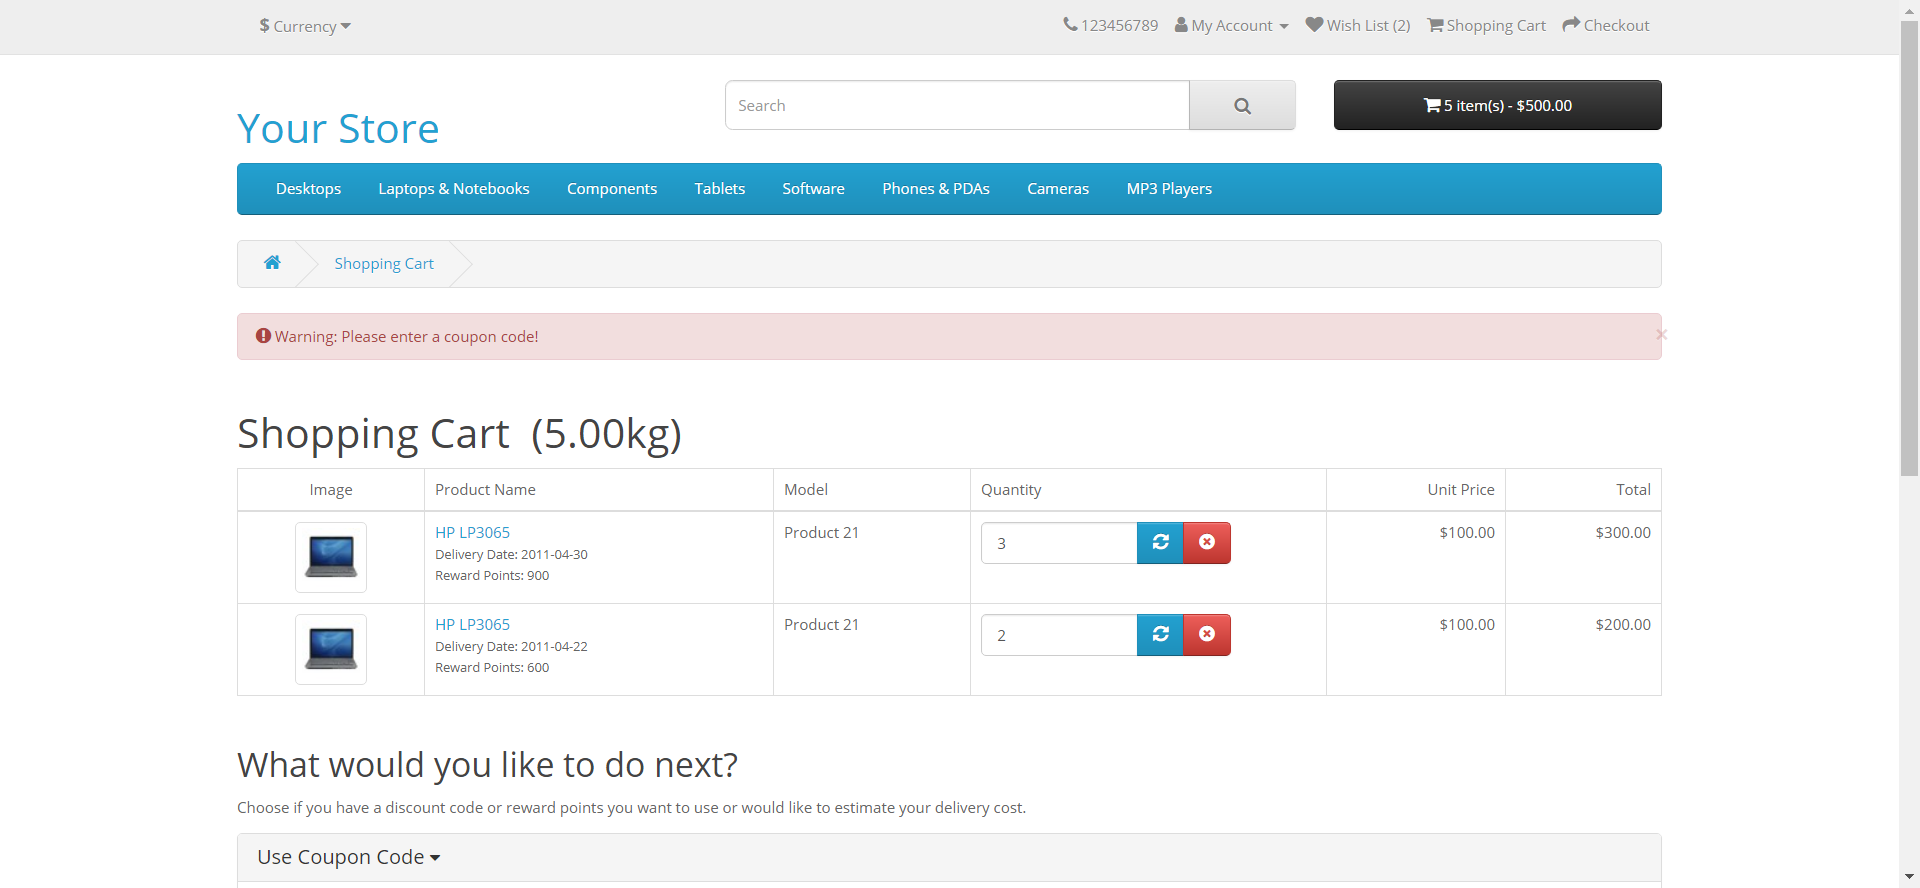 $ Currency
123456789 My Account Wish List (2) Shopping Cart Checkout
Your Store
Search
5 item(s) - $500.00
Desktops Laptops & Notebooks Components Tablets Software Phones & PDAs Cameras MP3 Players
Shopping Cart
Warning: Please enter a coupon code!
×
Shopping Cart (5.00kg)
Image Product Name Model Quantity Unit Price Total
HP LP3065 Product 21 3 $100.00 $300.00
Delivery Date: 2011-04-30
Reward Points: 900
HP LP3065 Product 21 2 $100.00 $200.00
Delivery Date: 2011-04-22
Reward Points: 600
What would you like to do next?
Choose if you have a discount code or reward points you want to use or would like to estimate your delivery cost.
Use Coupon Code